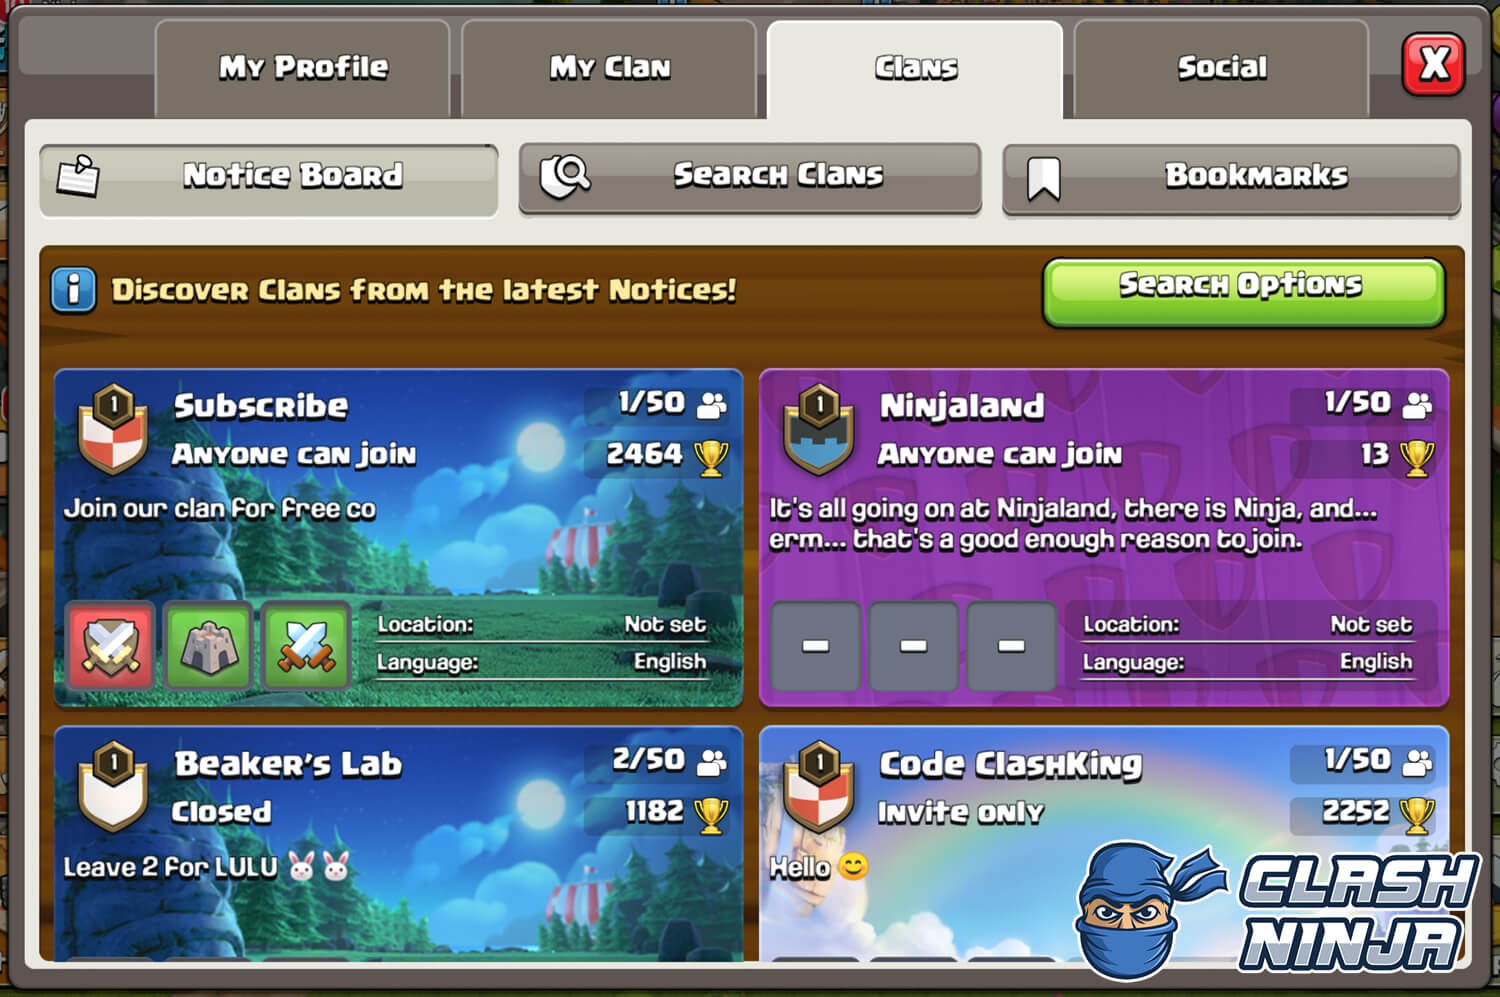 My Profile
My Clan
Clans
Social
X
Notice Board
Search Clans
Bookmarks
i
Discover Clans from the latest Notices!
Search Options
1
Subscribe
1/50
Anyone can join
2464
Join our clan for free co
Location:
Not set
Language:
English
1
Ninjaland
1/50
Anyone can join
13
It's all going on at Ninjaland, there is Ninja, and...
erm... that's a good enough reason to join.
-
-
-
Location:
Not set
Language:
English
1
Beaker's Lab
2/50
Closed
1182
Leave 2 for LULU 🐰 🐰
1
Code ClashKing
1/50
Invite only
2252
Hello 😊
CLASH
NINJA